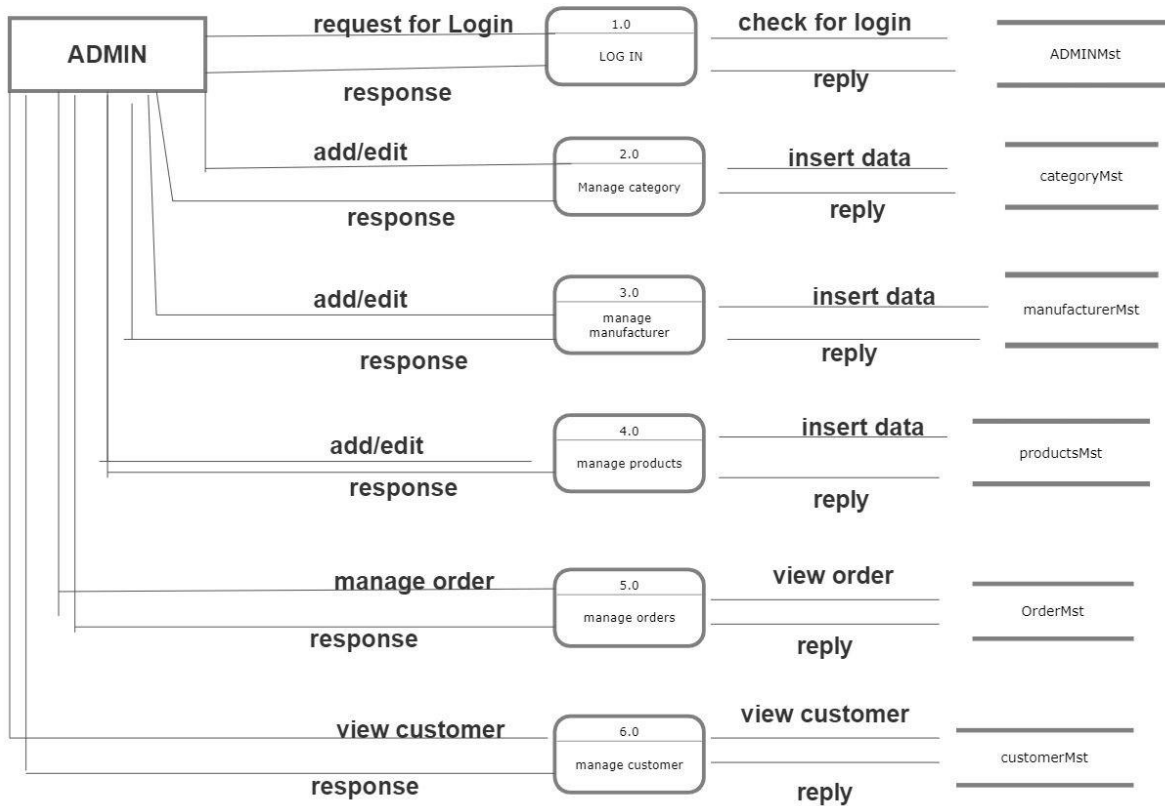 ADMIN
request for Login
response
1.0
LOG IN
check for login
reply
ADMINMst
add/edit
response
2.0
Manage category
insert data
reply
categoryMst
add/edit
response
3.0
manage
manufacturer
insert data
reply
manufacturerMst
add/edit
response
4.0
manage products
insert data
reply
productsMst
manage order
response
5.0
manage orders
view order
reply
OrderMst
view customer
response
6.0
manage customer
view customer
reply
customerMst